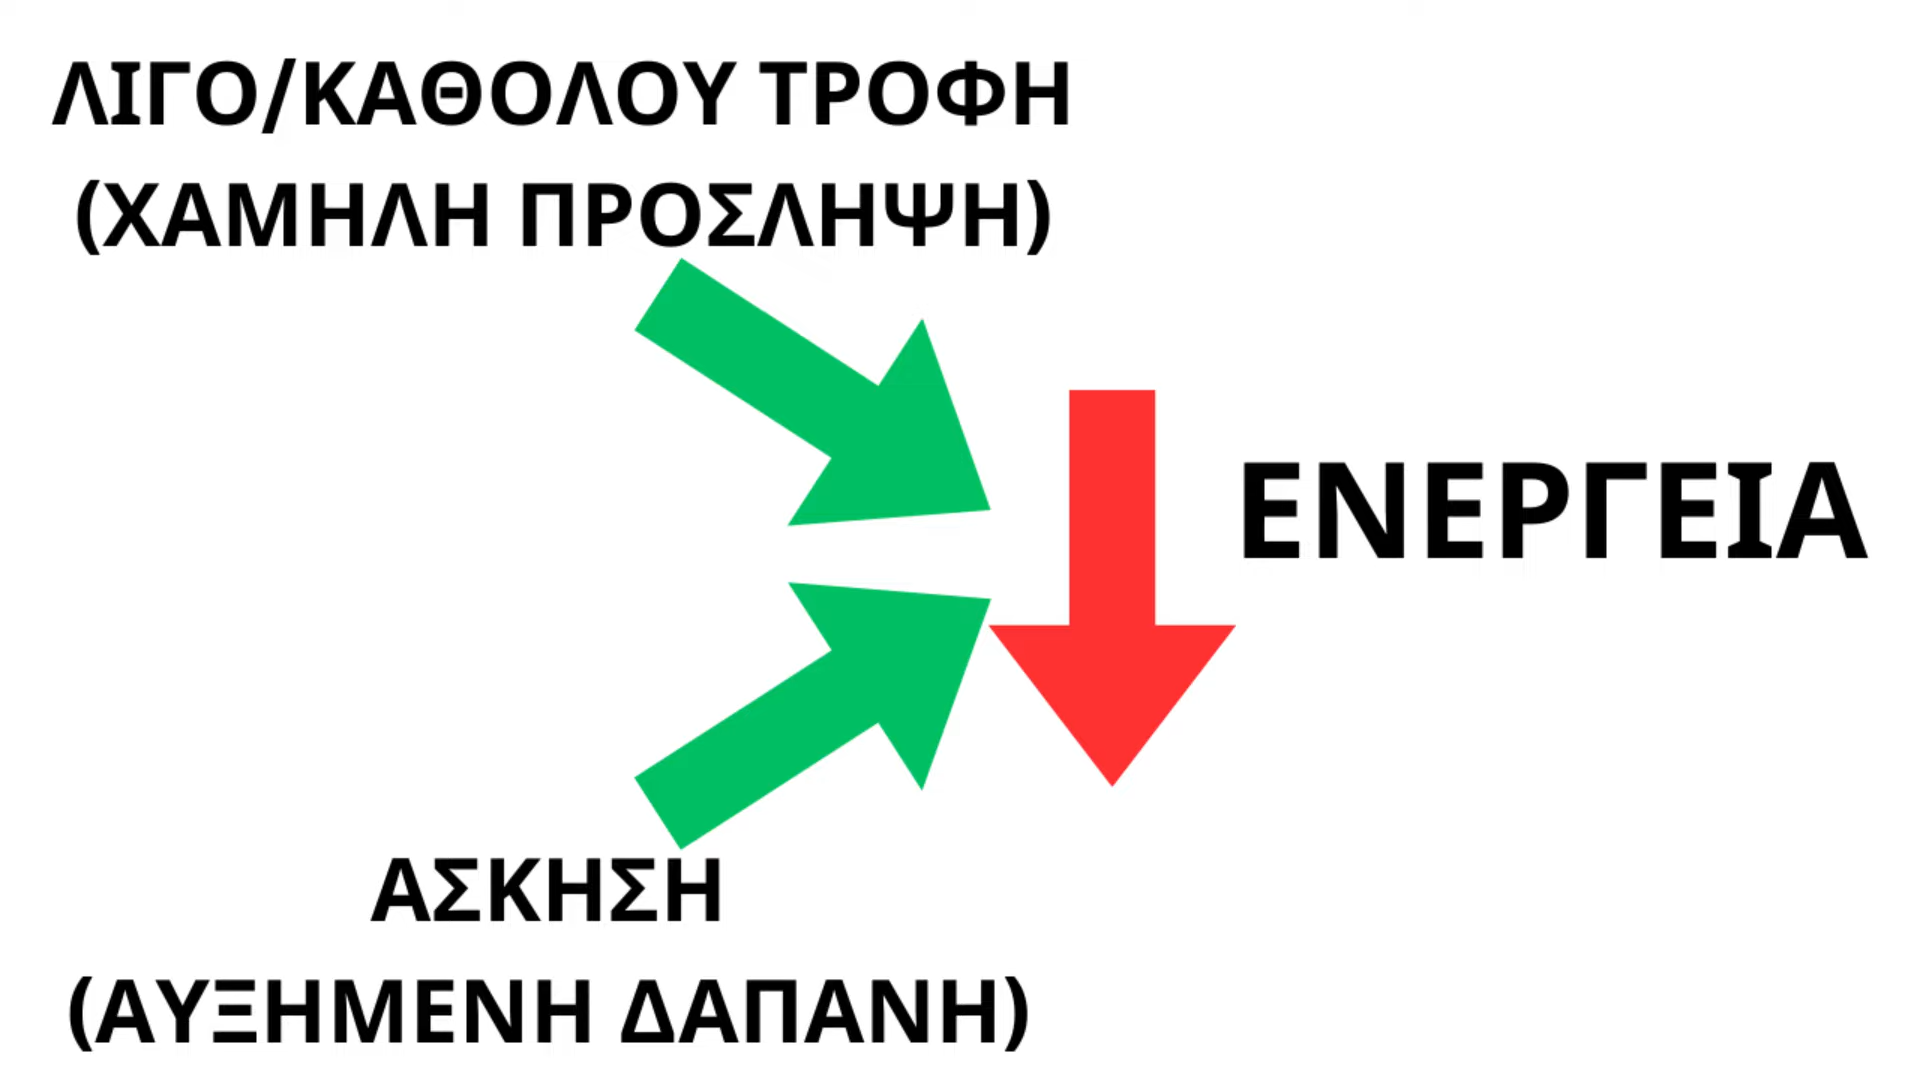 ΛΙΓΟ/ΚΑΘΟΛΟΥ ΤΡΟΦΗ
(ΧΑΜΗΛΗ ΠΡΟΣΛΗΨΗ)
ΕΝΕΡΓΕΙΑ
ΑΣΚΗΣΗ
(ΑΥΞΗΜΕΝΗ ΔΑΠΑΝΗ)